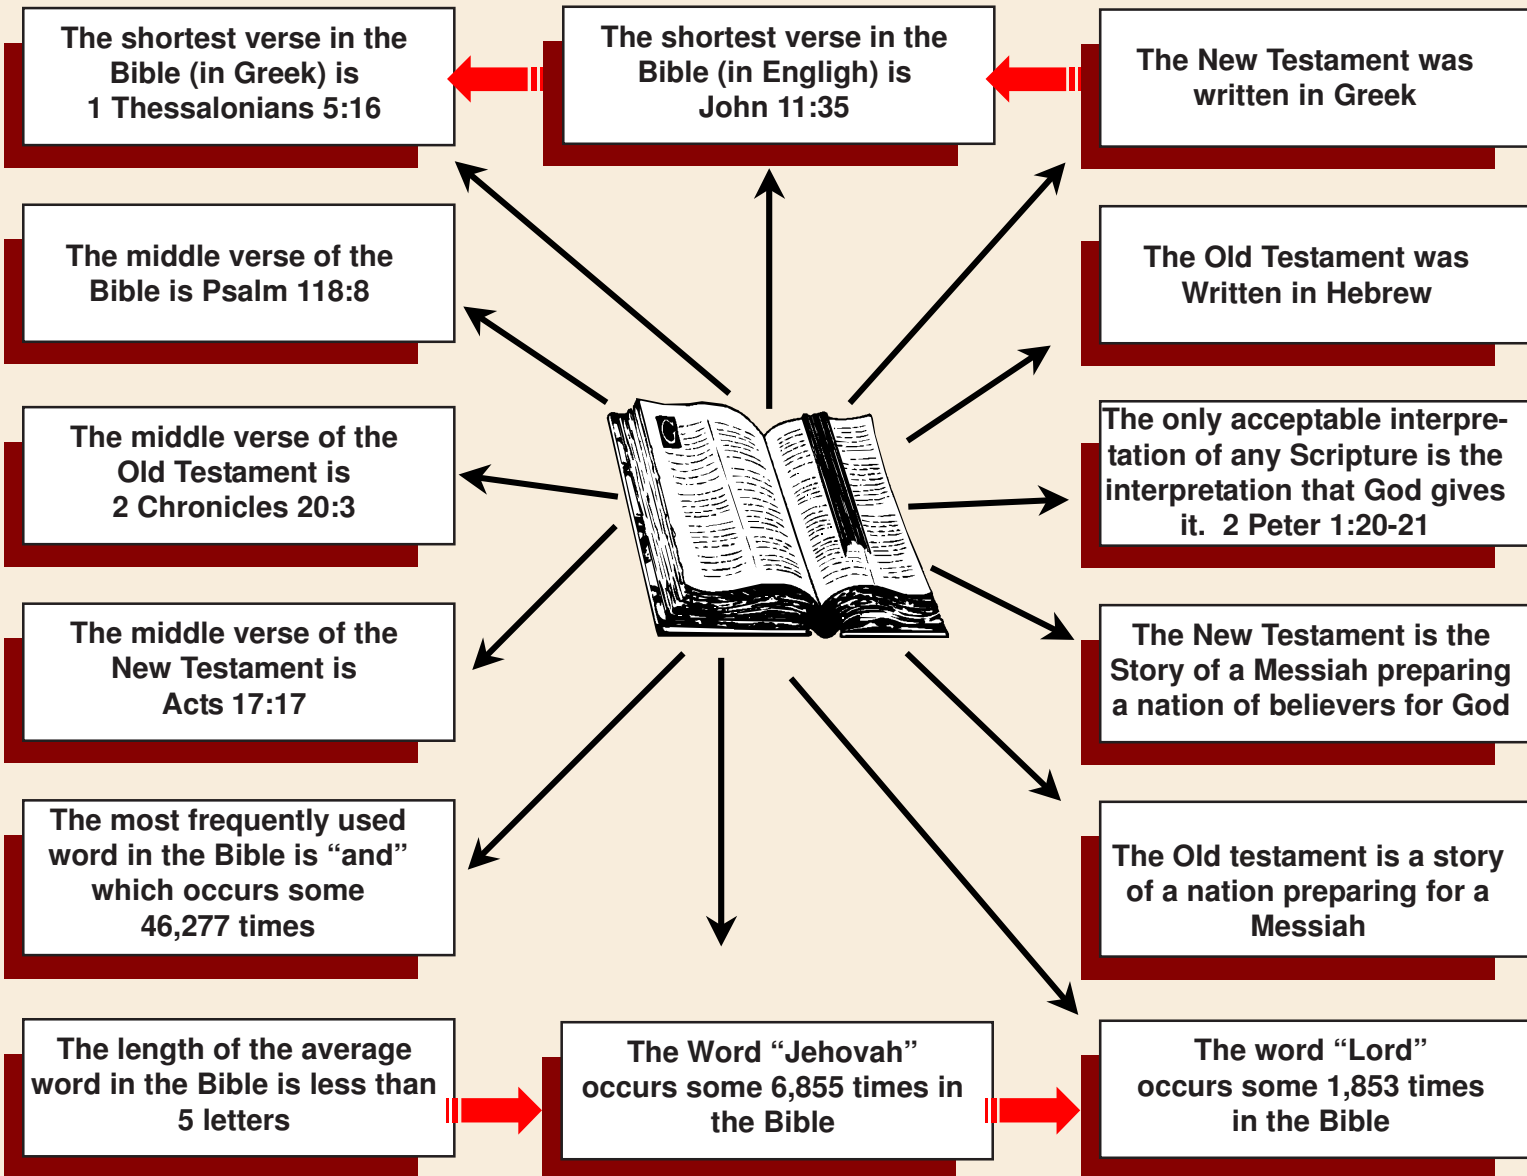 The shortest verse in the
Bible (in Greek) is
1 Thessalonians 5:16
The shortest verse in the
Bible (in Engligh) is
John 11:35
The New Testament was
written in Greek
The middle verse of the
Bible is Psalm 118:8
The Old Testament was
Written in Hebrew
The middle verse of the
Old Testament is
2 Chronicles 20:3
The only acceptable interpre-
tation of any Scripture is the
interpretation that God gives
it.  2 Peter 1:20-21
The middle verse of the
New Testament is
Acts 17:17
The New Testament is the
Story of a Messiah preparing
a nation of believers for God
The most frequently used
word in the Bible is “and”
which occurs some
46,277 times
The Old testament is a story
of a nation preparing for a
Messiah
The length of the average
word in the Bible is less than
5 letters
The Word “Jehovah”
occurs some 6,855 times in
the Bible
The word “Lord”
occurs some 1,853 times
in the Bible